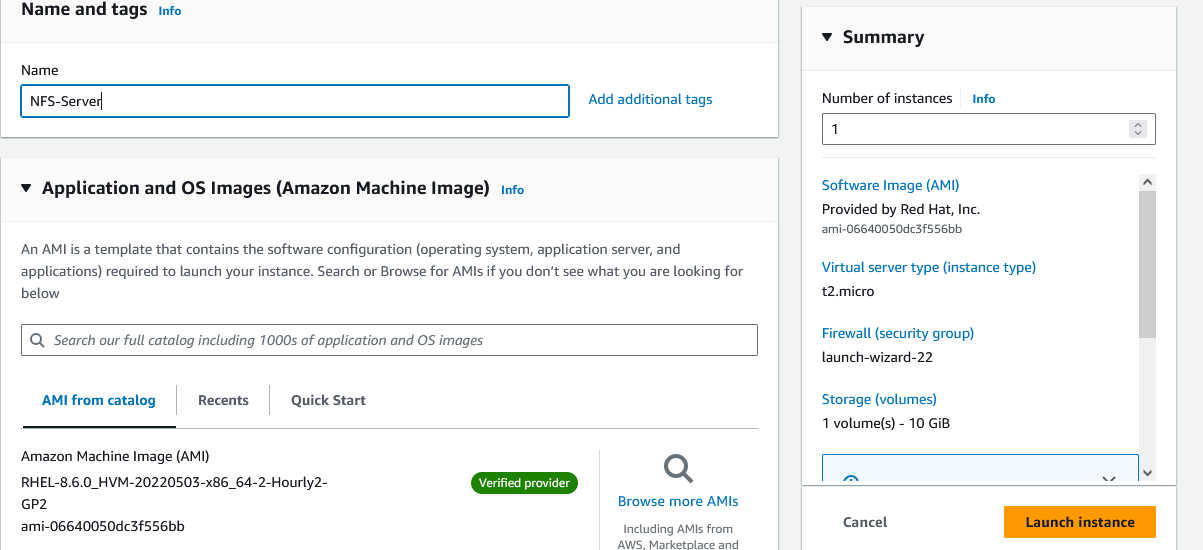 Name and tags Info
Name
NFS-Server
Add additional tags
Application and OS Images (Amazon Machine Image) Info
An AMI is a template that contains the software configuration (operating system, application server, and
applications) required to launch your instance. Search or Browse for AMIs if you don’t see what you are looking for
below
Search our full catalog including 1000s of application and OS images
AMI from catalog
Recents
Quick Start
Amazon Machine Image (AMI)
RHEL-8.6.0_HVM-20220503-x86_64-2-Hourly2-
GP2
ami-06640050dc3f556bb
Verified provider
Browse more AMIs
Including AMIs from
AWS, Marketplace and
Summary
Number of instances Info
1
Software Image (AMI)
Provided by Red Hat, Inc.
ami-06640050dc3f556bb
Virtual server type (instance type)
t2.micro
Firewall (security group)
launch-wizard-22
Storage (volumes)
1 volume(s) - 10 GiB
Cancel
Launch instance